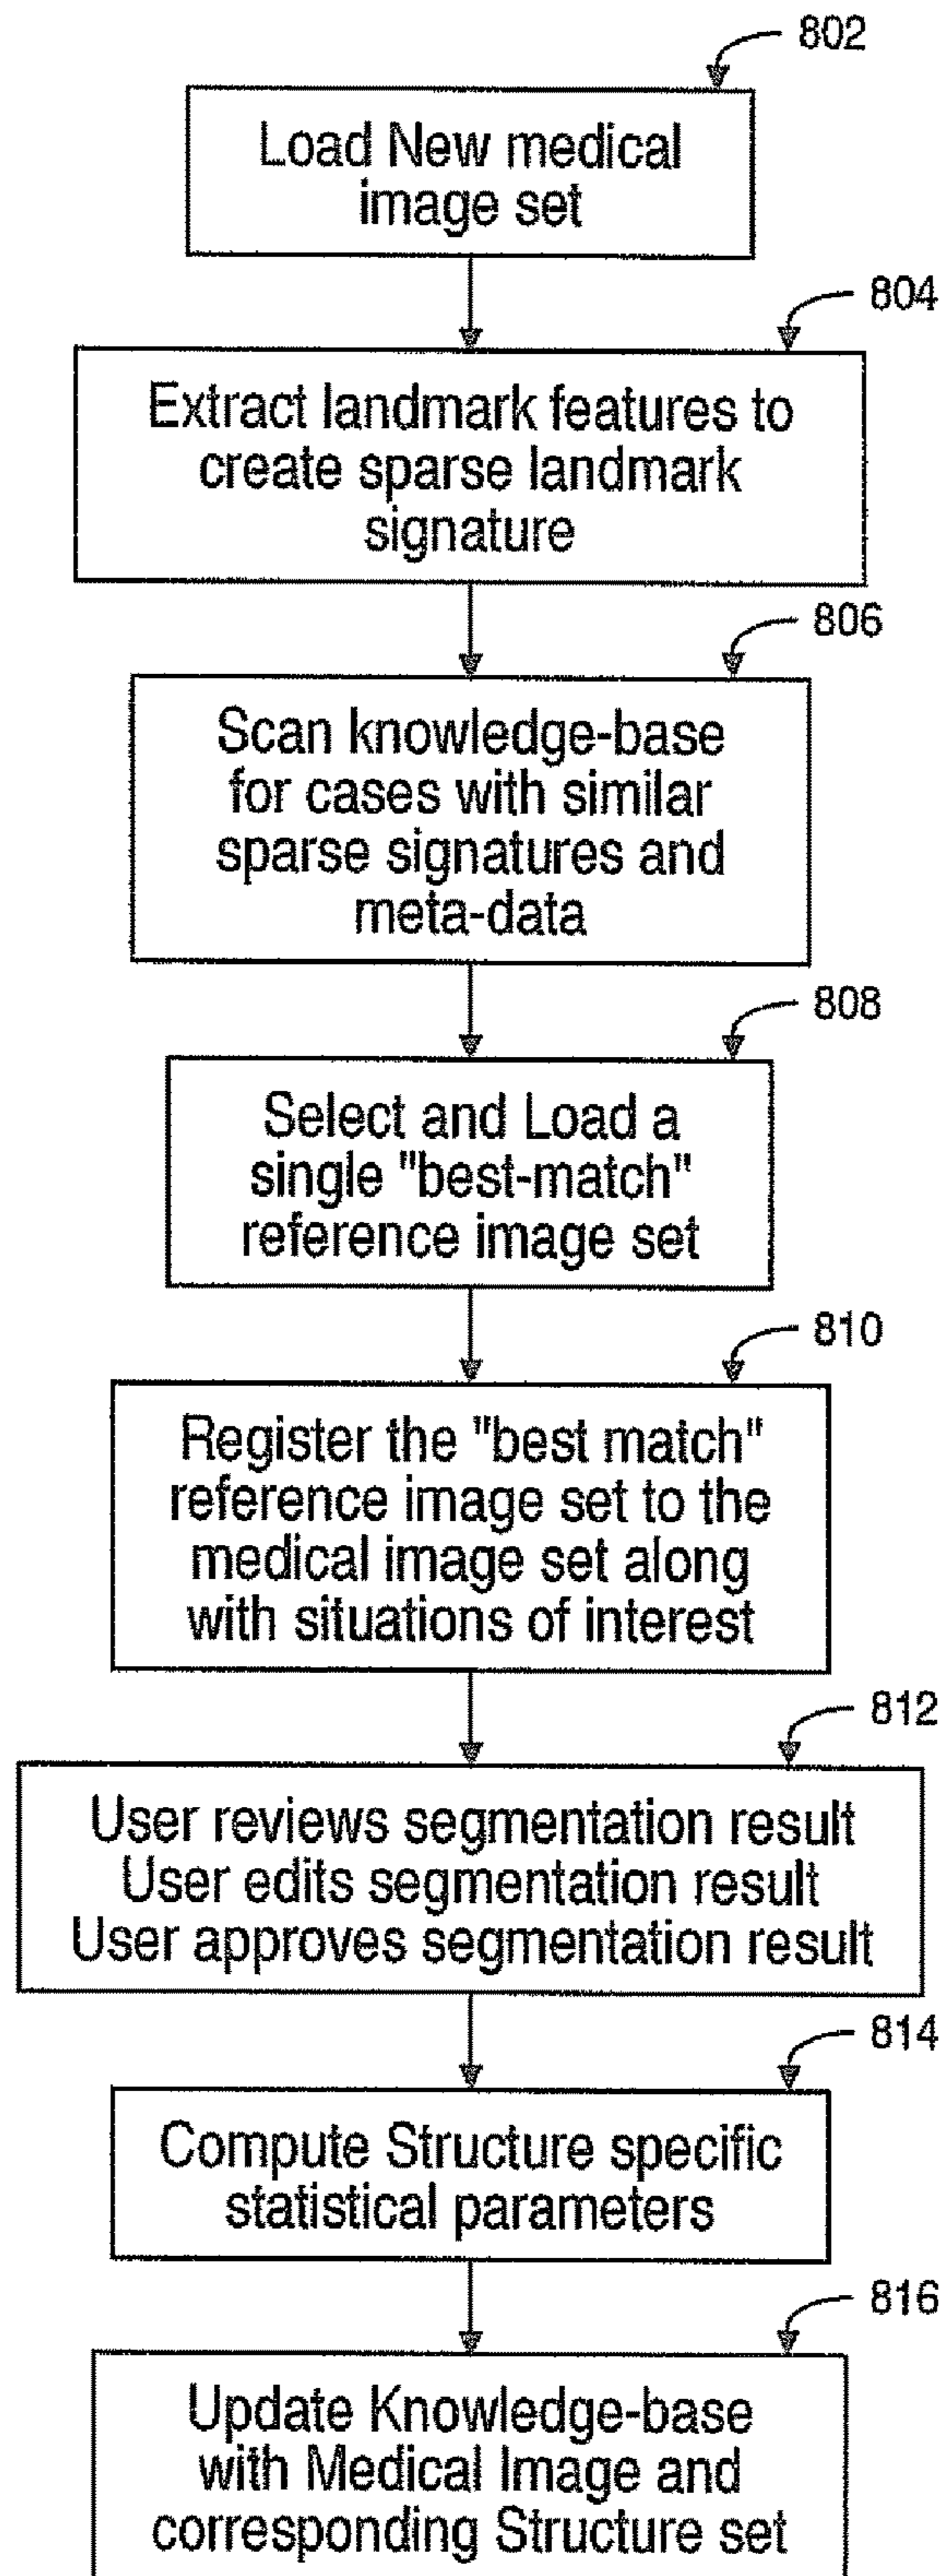 802
Load New medical
image set
804
Extract landmark features to
create sparse landmark
signature
806
Scan knowledge-base
for cases with similar
sparse signatures and
meta-data
808
Select and Load a
single "best-match"
reference image set
810
Register the "best match"
reference image set to the
medical image set along
with situations of interest
812
User reviews segmentation result
User edits segmentation result
User approves segmentation result
814
Compute Structure specific
statistical parameters
816
Update Knowledge-base
with Medical Image and
corresponding Structure set